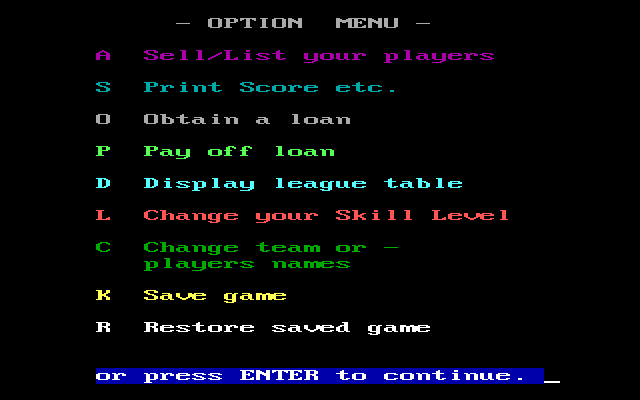 - OPTION MENU -
A Sell/List your players
S Print Score etc.
O Obtain a loan
P Pay off loan
D Display league table
L Change your Skill Level
C Change team or -
players names
K Save game
R Restore saved game
or press ENTER to continue. _